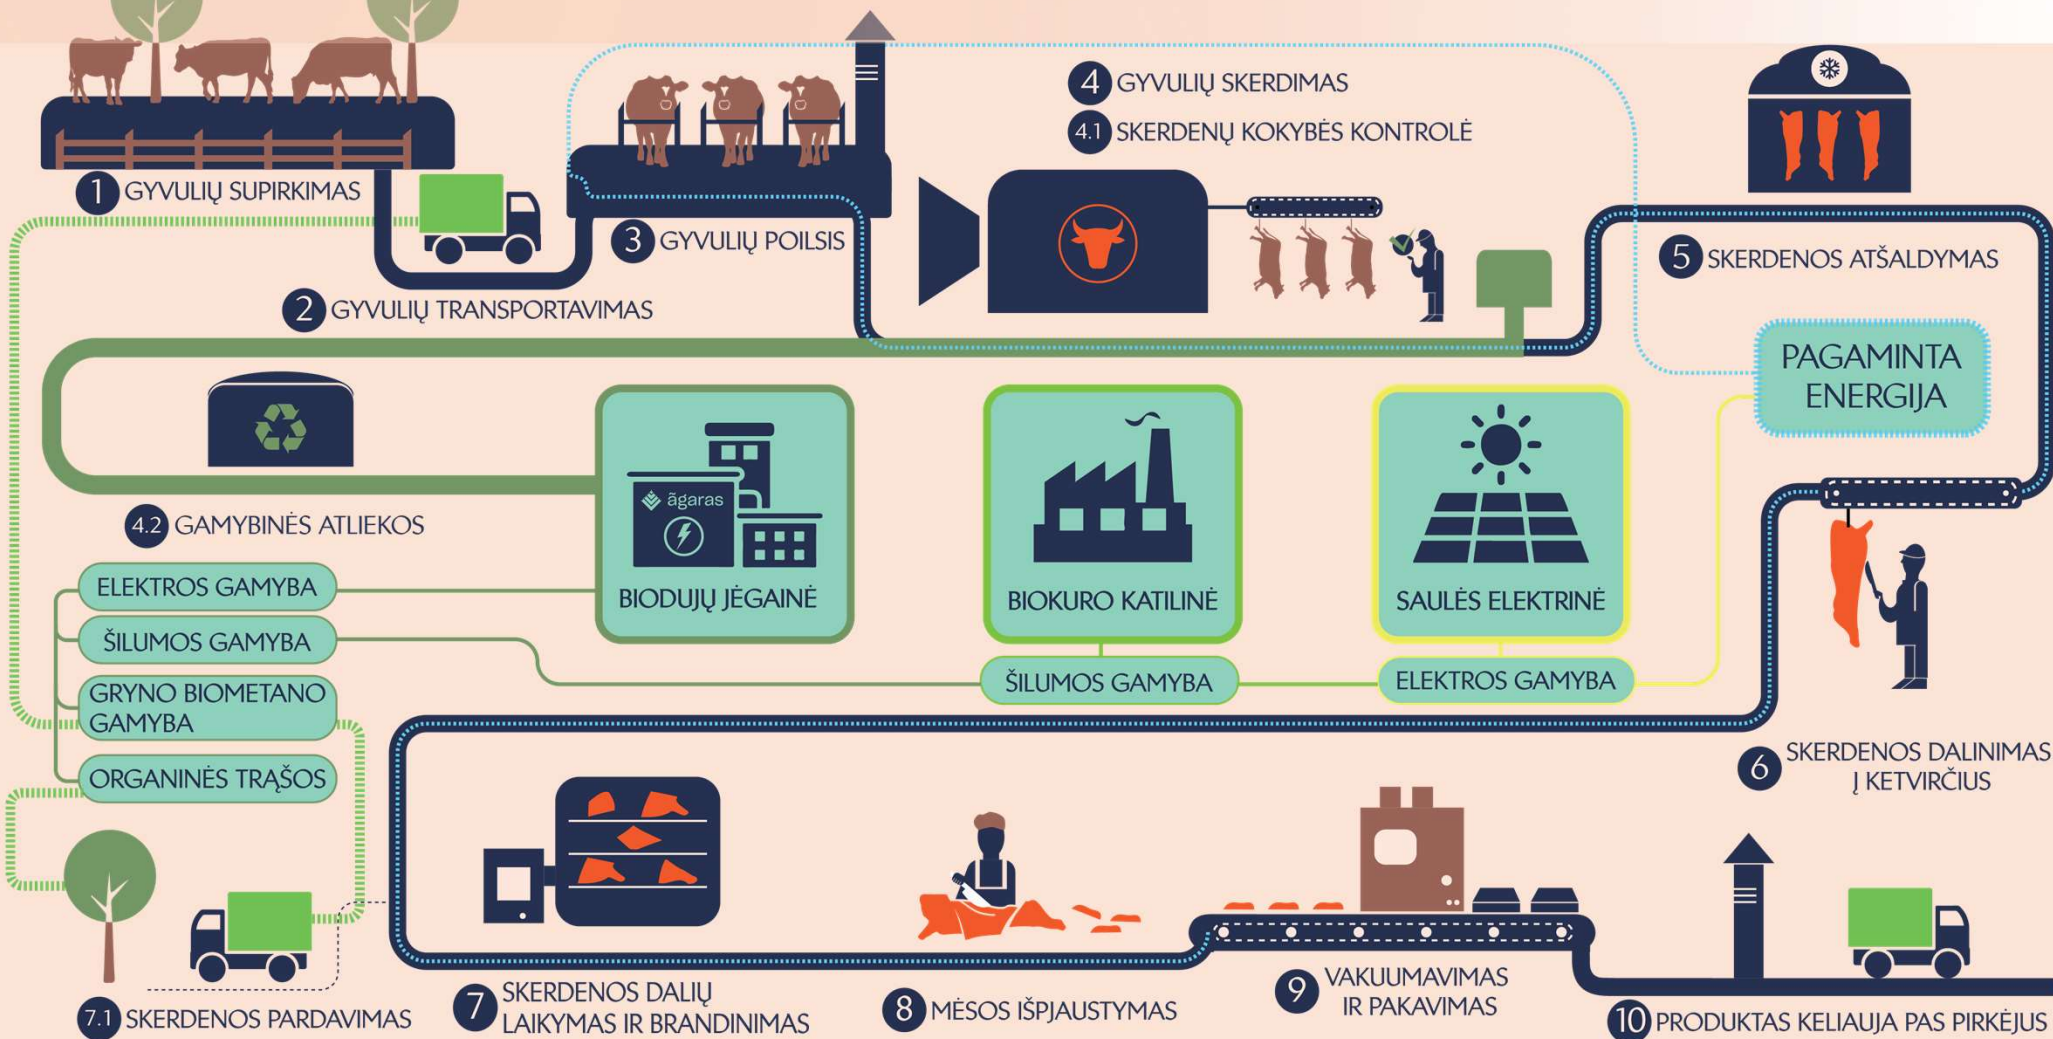 1 GYVULIŲ SUPIRKIMAS
2 GYVULIŲ TRANSPORTAVIMAS
3 GYVULIŲ POILSIS
4 GYVULIŲ SKERDIMAS
4.1 SKERDENŲ KOKYBĖS KONTROLĖ
5 SKERDENOS ATŠALDYMAS
PAGAMINTA
ENERGIJA
4.2 GAMYBINĖS ATLIEKOS
ãgaras
BIODUJŲ JĖGAINĖ
BIOKURO KATILINĖ
SAULĖS ELEKTRINĖ
ELEKTROS GAMYBA
ŠILUMOS GAMYBA
GRYNO BIOMETANO
GAMYBA
ORGANINĖS TRĄŠOS
ŠILUMOS GAMYBA
ELEKTROS GAMYBA
6 SKERDENOS DALINIMAS
Į KETVIRČIUS
7.1 SKERDENOS PARDAVIMAS
7 SKERDENOS DALIŲ
LAIKYMAS IR BRANDINIMAS
8 MĖSOS IŠPJAUSTYMAS
9 VAKUUMAVIMAS
IR PAKAVIMAS
10 PRODUKTAS KELIAUJA PAS PIRKĖJUS